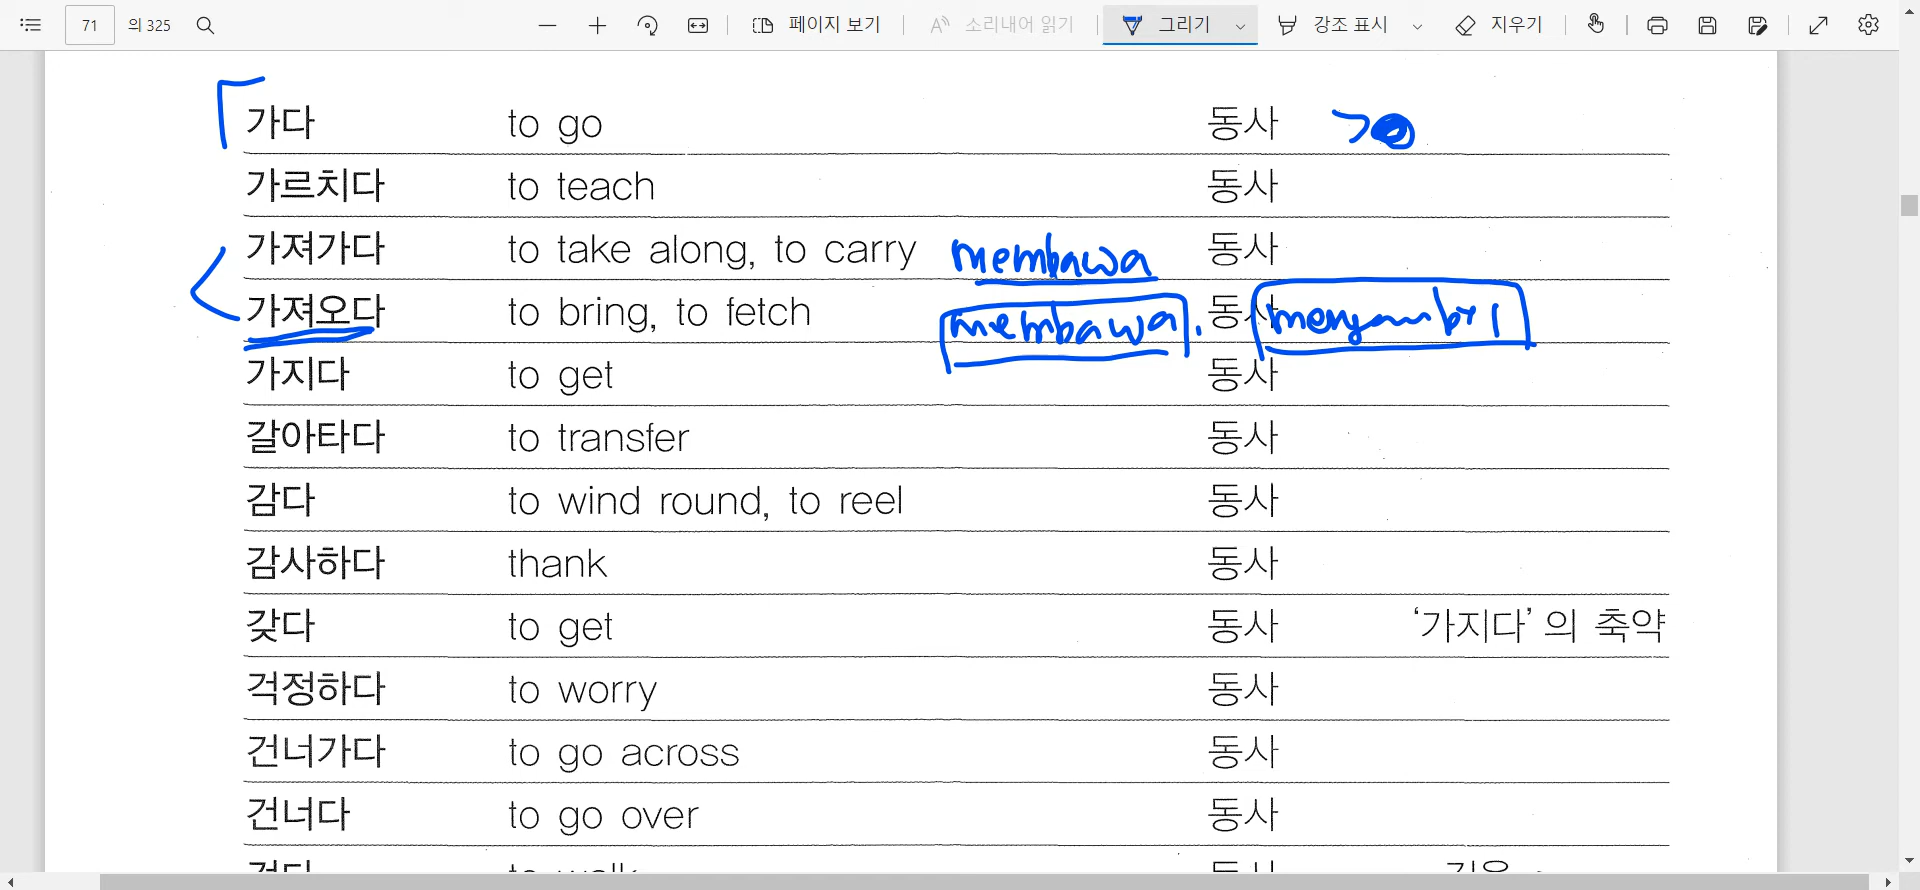 71 의 325 페이지 보기 소리내어 읽기 그리기 강조 표시 지우기
가다 to go 동사
가르치다 to teach 동사
가져가다 to take along, to carry membawa 동사
가져오다 to bring, to fetch membawa. 동사
가지다 to get 동사
갈아타다 to transfer 동사
감다 to wind round, to reel 동사
감사하다 thank 동사
갖다 to get 동사 '가지다'의 축약
걱정하다 to worry 동사
건너가다 to go across 동사
건너다 to go over 동사